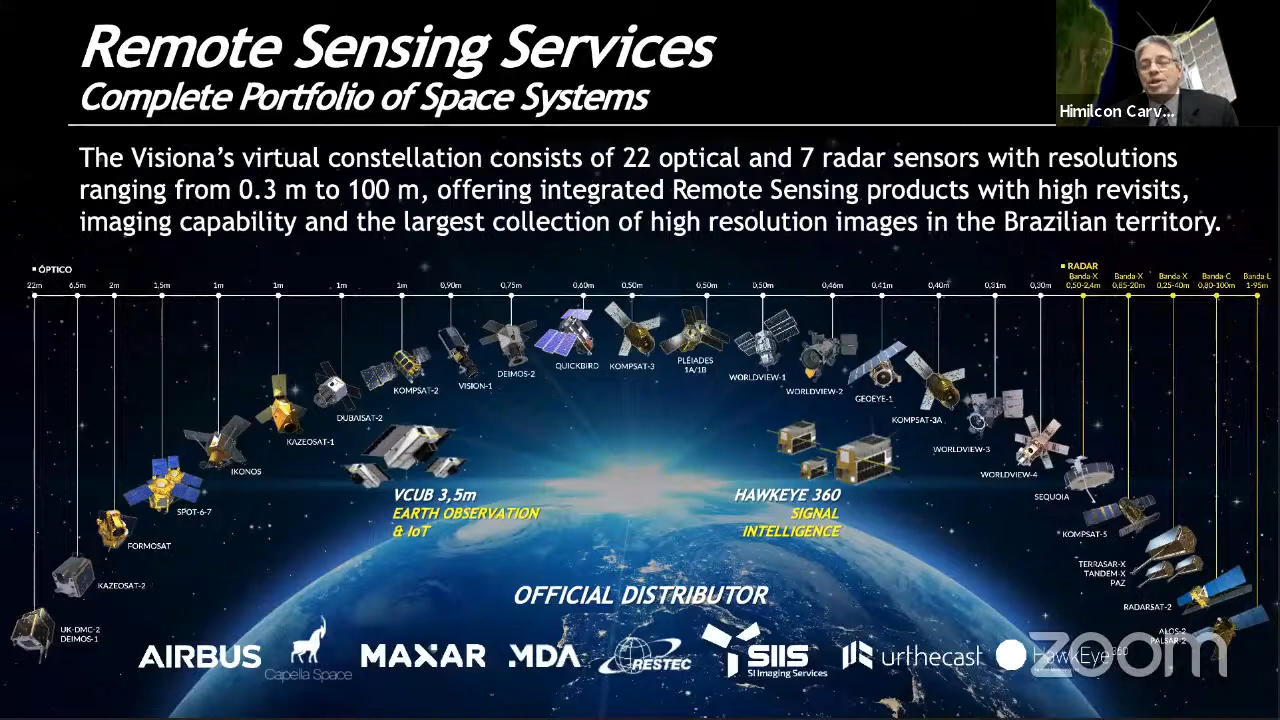 Remote Sensing Services
Complete Portfolio of Space Systems
Himilcon Carv...
The Visiona's virtual constellation consists of 22 optical and 7 radar sensors with resolutions
ranging from 0.3 m to 100 m, offering integrated Remote Sensing products with high revisits,
imaging capability and the largest collection of high resolution images in the Brazilian territory.
▪ ÓPTICO
▪ RADAR
22m 6,5m 2m 1,5m 1m 1m 1m 1m 0,90m 0,75m 0,60m 0,50m 0,50m 0,50m 0,46m 0,41m 0,40m 0,31m 0,30m
Banda-X Banda-X Banda X Banda-C Banda-L
0,50-2,4m 0,85-20m 0,25-40m 0,80-100m 1-95m
UK-DMC-2
DEIMOS-1
KAZEOSAT-2
FORMOSAT
SPOT-6-7
IKONOS
KAZEOSAT-1
DUBAISAT-2
KOMPSAT-2
VISION-1
DEIMOS-2
QUICKBIRD
KOMPSAT-3
PLÉIADES
1A/1B
WORLDVIEW-1
WORLDVIEW-2
GEOEYE-1
KOMPSAT-3A
WORLDVIEW-3
WORLDVIEW-4
SEQUOIA
* KOMPSAT-5
TERRASAR-X
TANDEM-X
PAZ
RADARSAT-2
ALOS-2
PALSAR-2
VCUB 3,5m
EARTH OBSERVATION
& IoT
HAWKEYE 360
SIGNAL
INTELLIGENCE
OFFICIAL DISTRIBUTOR
AIRBUS
Capella Space
MAXAR
MDA
RESTEC
SIIS
SI Imaging Services
urthecast
HawkEye 360
zoom